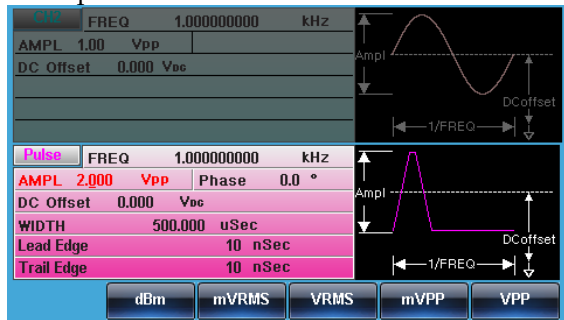 CH2 FREQ 1.000000000 kHz
AMPL 1.00 Vpp
DC Offset 0.000 VDC
Ampl
DCoffset
1/FREQ
Pulse FREQ 1.000000000 kHz
AMPL 2.000 Vpp Phase 0.0 °
DC Offset 0.000 VDC
WIDTH 500.000 uSec
Lead Edge 10 nSec
Trail Edge 10 nSec
Ampl
DCoffset
1/FREQ
dBm mVRMS VRMS mVPP VPP